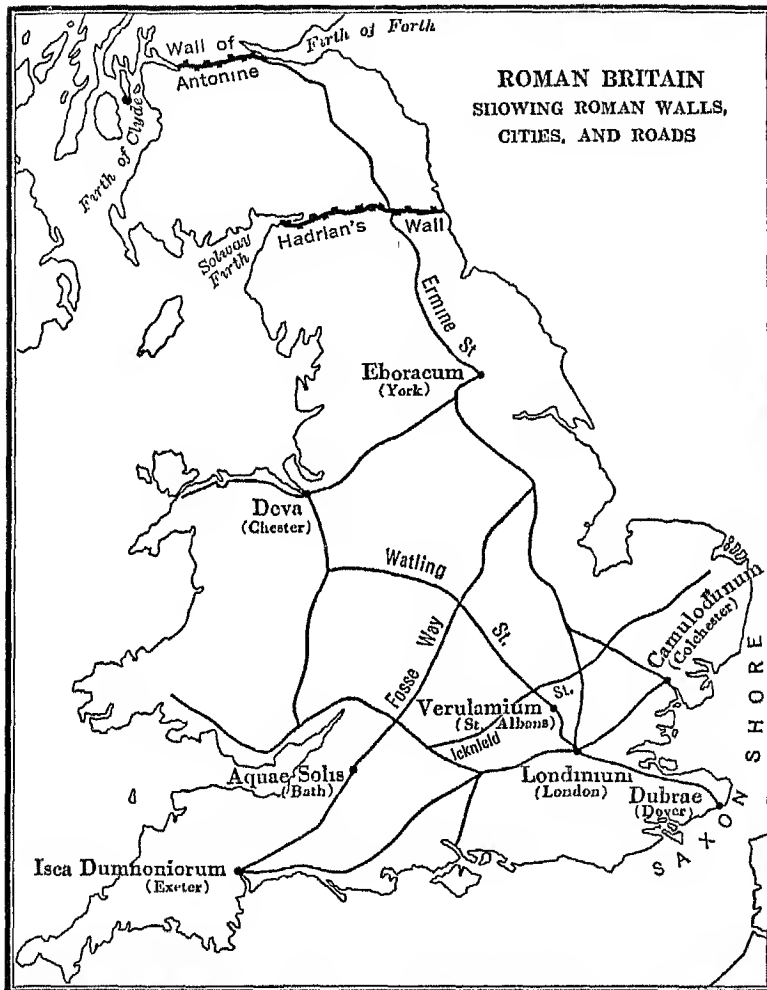 Wall of
Antonine
Firth of Forth
ROMAN BRITAIN
SHOWING ROMAN WALLS,
CITIES, AND ROADS
Firth of Clyde
Solway
Firth
Hadrian's Wall
Ermine St
Eboracum
(York)
Deva
(Chester)
Watling St.
Fosse Way
Camulodunum
(Colchester)
Verulamium
(St. Albans)
Icknield St.
Aquae Solis
(Bath)
Londinium
(London)
Dubrae
(Dover)
SAXON SHORE
Isca Dumnoniorum
(Exeter)